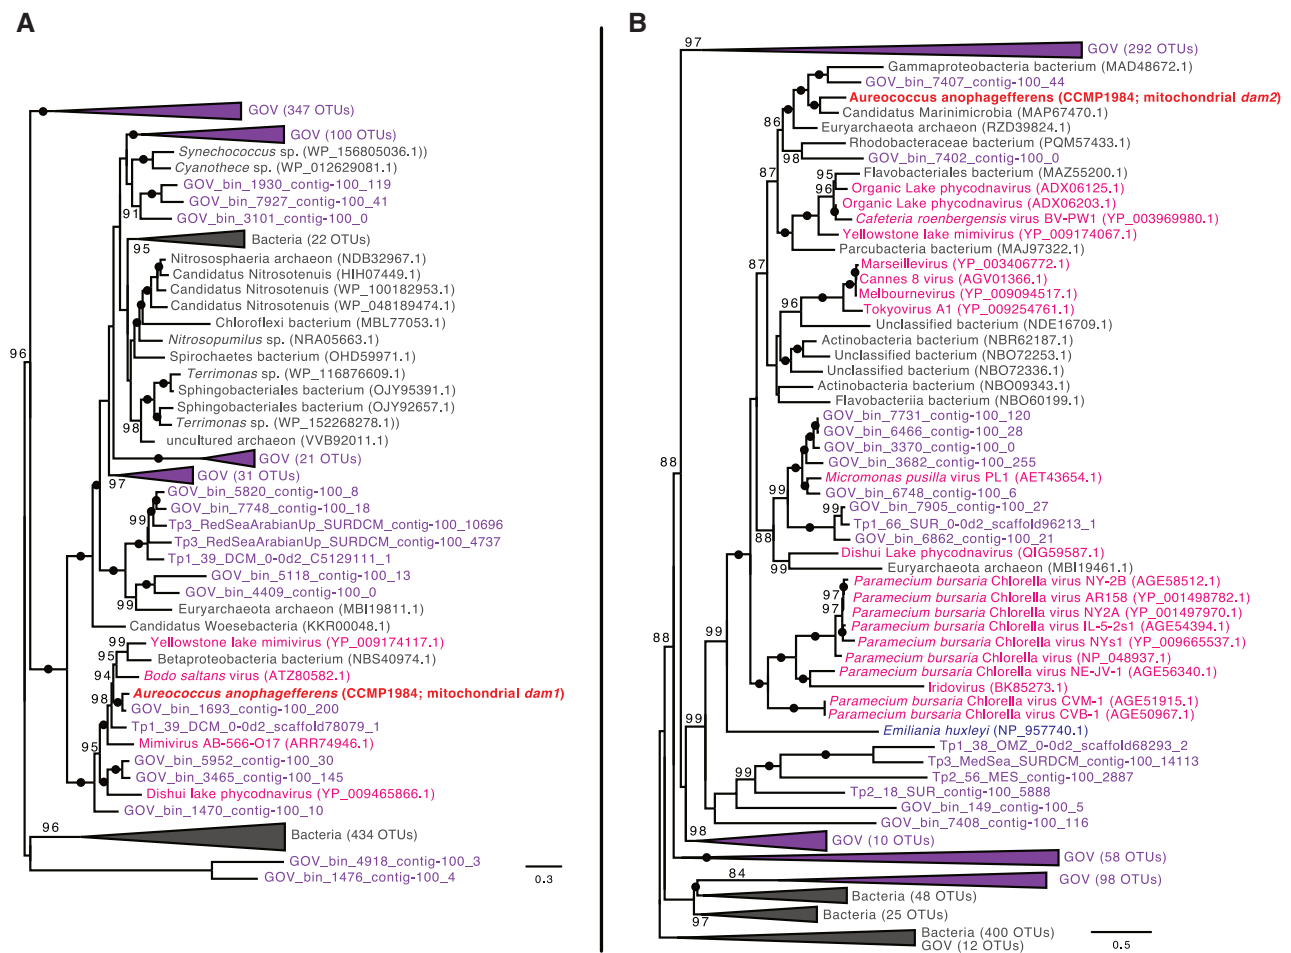 A
GOV (347 OTUs)
GOV (100 OTUs)
Synechococcus sp. (WP_156805036.1))
Cyanothece sp. (WP_012629081.1)
GOV_bin_1930_contig-100_119
GOV_bin_7927_contig-100_41
91
GOV_bin_3101_contig-100_0
95
Bacteria (22 OTUs)
Nitrososphaeria archaeon (NDB32967.1)
Candidatus Nitrosotenuis (HIH07449.1)
Candidatus Nitrosotenuis (WP_100182953.1)
Candidatus Nitrosotenuis (WP_048189474.1)
Chloroflexi bacterium (MBL77053.1)
Nitrosopumilus sp. (NRA05663.1)
96
Spirochaetes bacterium (OHD59971.1)
Terrimonas sp. (WP_116876609.1)
Sphingobacteriales bacterium (OJY95391.1)
Sphingobacteriales bacterium (OJY92657.1)
Terrimonas sp. (WP_152268278.1))
98
uncultured archaeon (VVB92011.1)
GOV (21 OTUs)
97
GOV (31 OTUs)
GOV_bin_5820_contig-100_8
GOV_bin_7748_contig-100_18
99
Tp3_RedSeaArabianUp_SURDCM_contig-100_10696
Tp3_RedSeaArabianUp_SURDCM_contig-100_4737
Tp1_39_DCM_0-0d2_C5129111_1
GOV_bin_5118_contig-100_13
GOV_bin_4409_contig-100_0
99
Euryarchaeota archaeon (MBI19811.1)
Candidatus Woesebacteria (KKR00048.1)
99
Yellowstone lake mimivirus (YP_009174117.1)
95
Betaproteobacteria bacterium (NBS40974.1)
94
Bodo saltans virus (ATZ80582.1)
Aureococcus anophagefferens (CCMP1984; mitochondrial dam1)
98
GOV_bin_1693_contig-100_200
Tp1_39_DCM_0-0d2_scaffold78079_1
95
Mimivirus AB-566-O17 (ARR74946.1)
GOV_bin_5952_contig-100_30
GOV_bin_3465_contig-100_145
Dishui lake phycodnavirus (YP_009465866.1)
GOV_bin_1470_contig-100_10
96
Bacteria (434 OTUs)
GOV_bin_4918_contig-100_3
GOV_bin_1476_contig-100_4
0.3
B
97
GOV (292 OTUs)
Gammaproteobacteria bacterium (MAD48672.1)
GOV_bin_7407_contig-100_44
Aureococcus anophagefferens (CCMP1984; mitochondrial dam2)
Candidatus Marinimicrobia (MAP67470.1)
86
Euryarchaeota archaeon (RZD39824.1)
Rhodobacteraceae bacterium (PQM57433.1)
98
GOV_bin_7402_contig-100_0
87
95
Flavobacteriales bacterium (MAZ55200.1)
96
Organic Lake phycodnavirus (ADX06125.1)
Organic Lake phycodnavirus (ADX06203.1)
Cafeteria roenbergensis virus BV-PW1 (YP_003969980.1)
Yellowstone lake mimivirus (YP_009174067.1)
Parcubacteria bacterium (MAJ97322.1)
87
Marseillevirus (YP_003406772.1)
Cannes 8 virus (AGV01366.1)
Melbournevirus (YP_009094517.1)
96
Tokyovirus A1 (YP_009254761.1)
Unclassified bacterium (NDE16709.1)
Actinobacteria bacterium (NBR62187.1)
Unclassified bacterium (NBO72253.1)
Unclassified bacterium (NBO72336.1)
Actinobacteria bacterium (NBO09343.1)
Flavobacteriia bacterium (NBO60199.1)
GOV_bin_7731_contig-100_120
GOV_bin_6466_contig-100_28
GOV_bin_3370_contig-100_0
88
GOV_bin_3682_contig-100_255
Micromonas pusilla virus PL1 (AET43654.1)
99
GOV_bin_6748_contig-100_6
99
GOV_bin_7905_contig-100_27
Tp1_66_SUR_0-0d2_scaffold96213_1
88
GOV_bin_6862_contig-100_21
Dishui Lake phycodnavirus (QIG59587.1)
99
Euryarchaeota archaeon (MBI19461.1)
Paramecium bursaria Chlorella virus NY-2B (AGE58512.1)
97
Paramecium bursaria Chlorella virus AR158 (YP_001498782.1)
97
Paramecium bursaria Chlorella virus NY2A (YP_001497970.1)
Paramecium bursaria Chlorella virus IL-5-2s1 (AGE54394.1)
88
99
Paramecium bursaria Chlorella virus NYs1 (YP_009665537.1)
Paramecium bursaria Chlorella virus (NP_048937.1)
Paramecium bursaria Chlorella virus NE-JV-1 (AGE56340.1)
Iridovirus (BK85273.1)
Paramecium bursaria Chlorella virus CVM-1 (AGE51915.1)
Paramecium bursaria Chlorella virus CVB-1 (AGE50967.1)
99
Emiliania huxleyi (NP_957740.1)
Tp1_38_OMZ_0-0d2_scaffold68293_2
Tp3_MedSea_SURDCM_contig-100_14113
99
Tp2_56_MES_contig-100_2887
Tp2_18_SUR_contig-100_5888
GOV_bin_149_contig-100_5
GOV_bin_7408_contig-100_116
98
GOV (10 OTUs)
GOV (58 OTUs)
84
GOV (98 OTUs)
Bacteria (48 OTUs)
97
Bacteria (25 OTUs)
Bacteria (400 OTUs)
GOV (12 OTUs)
0.5